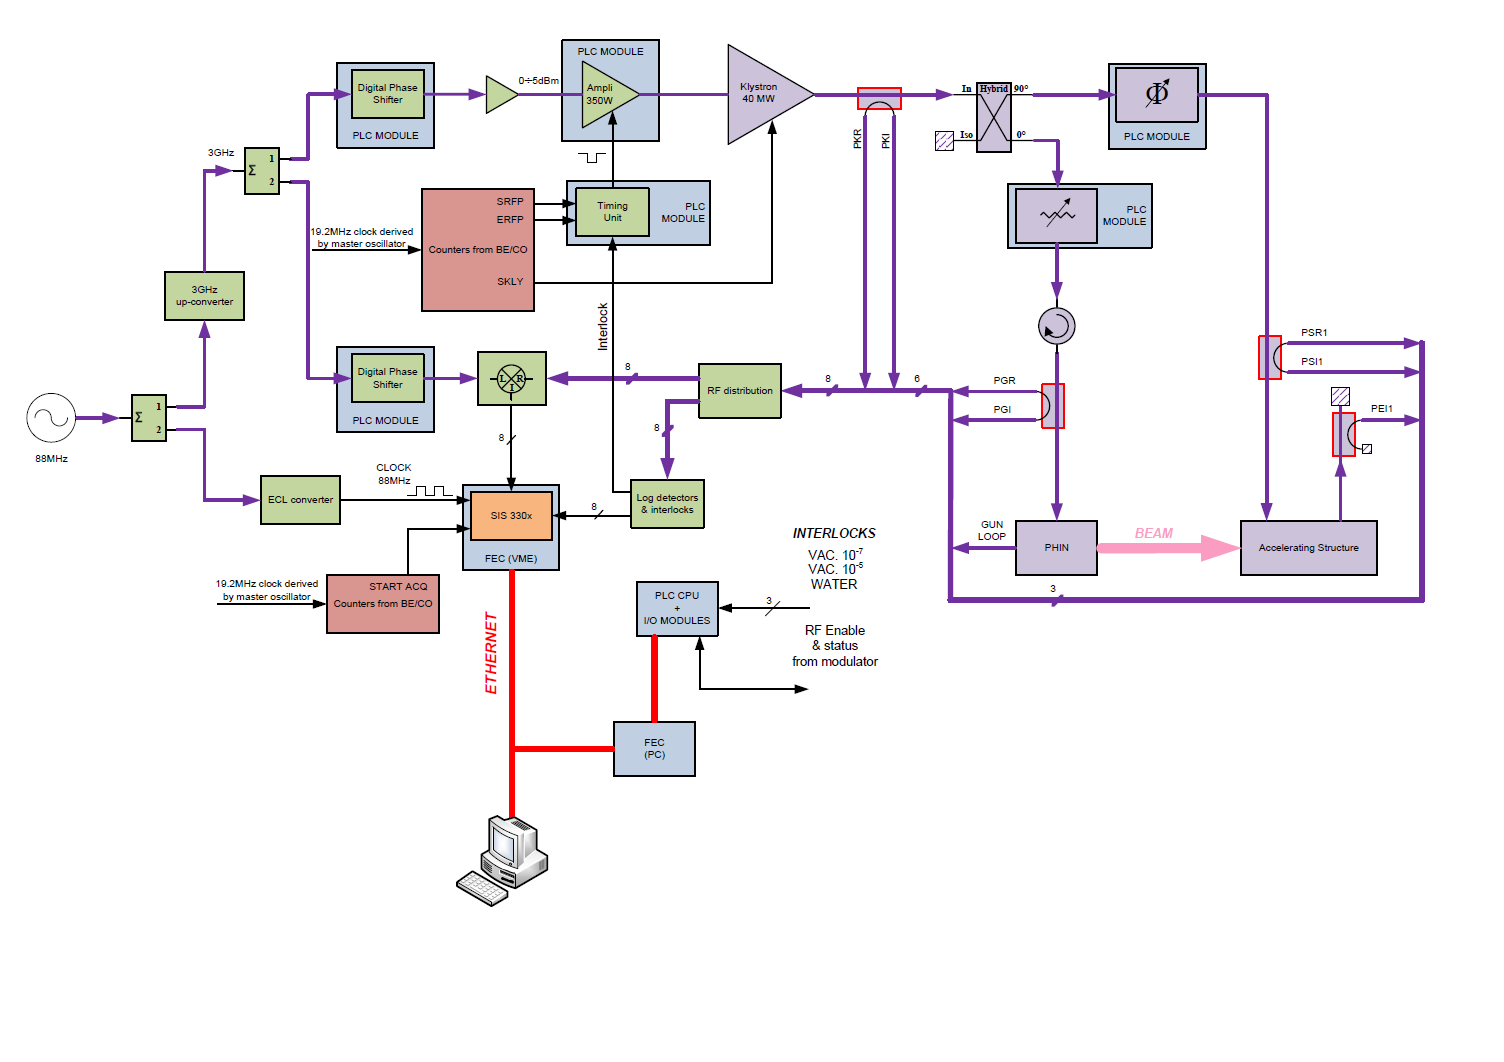 PLC MODULE
Digital Phase
Shifter
PLC MODULE
0÷5dBm
Ampli
350W
Klystron
40 MW
PKR
PKI
In
Hybrid
90°
Iso
0°
Φ
PLC MODULE
3GHz
Σ
1
2
SRFP
ERFP
Counters from BE/CO
SKLY
19.2MHz clock derived
by master oscillator
Timing
Unit
PLC
MODULE
PLC
MODULE
3GHz
up-converter
Interlock
Digital Phase
Shifter
PLC MODULE
L
R
I
8
RF distribution
8
6
PGR
PGI
PSR1
PSI1
PEI1
88MHz
Σ
1
2
8
8
CLOCK
88MHz
ECL converter
SIS 330x
FEC (VME)
8
Log detectors
& interlocks
GUN
LOOP
PHIN
BEAM
Accelerating Structure
3
INTERLOCKS
VAC. 10-7
VAC. 10-5
WATER
19.2MHz clock derived
by master oscillator
START ACQ
Counters from BE/CO
PLC CPU
+
I/O MODULES
3
RF Enable
& status
from modulator
ETHERNET
FEC
(PC)